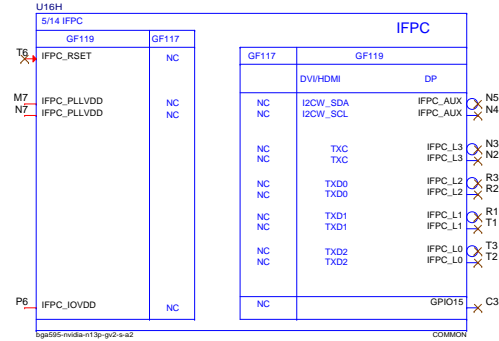 U16H
5/14 IFPC
IFPC
GF119 GF117
T6 IFPC_RSET NC
GF117 GF119
DVI/HDMI DP
M7 IFPC_PLLVDD NC
N7 IFPC_PLLVDD NC
NC I2CW_SDA IFPC_AUX N5
NC I2CW_SCL IFPC_AUX N4
NC TXC IFPC_L3 N3
NC TXC IFPC_L3 N2
NC TXD0 IFPC_L2 R3
NC TXD0 IFPC_L2 R2
NC TXD1 IFPC_L1 R1
NC TXD1 IFPC_L1 T1
NC TXD2 IFPC_L0 T3
NC TXD2 IFPC_L0 T2
P6 IFPC_IOVDD NC
NC GPIO15 C3
bga595-nvidia-n13p-gv2-s-a2 COMMON